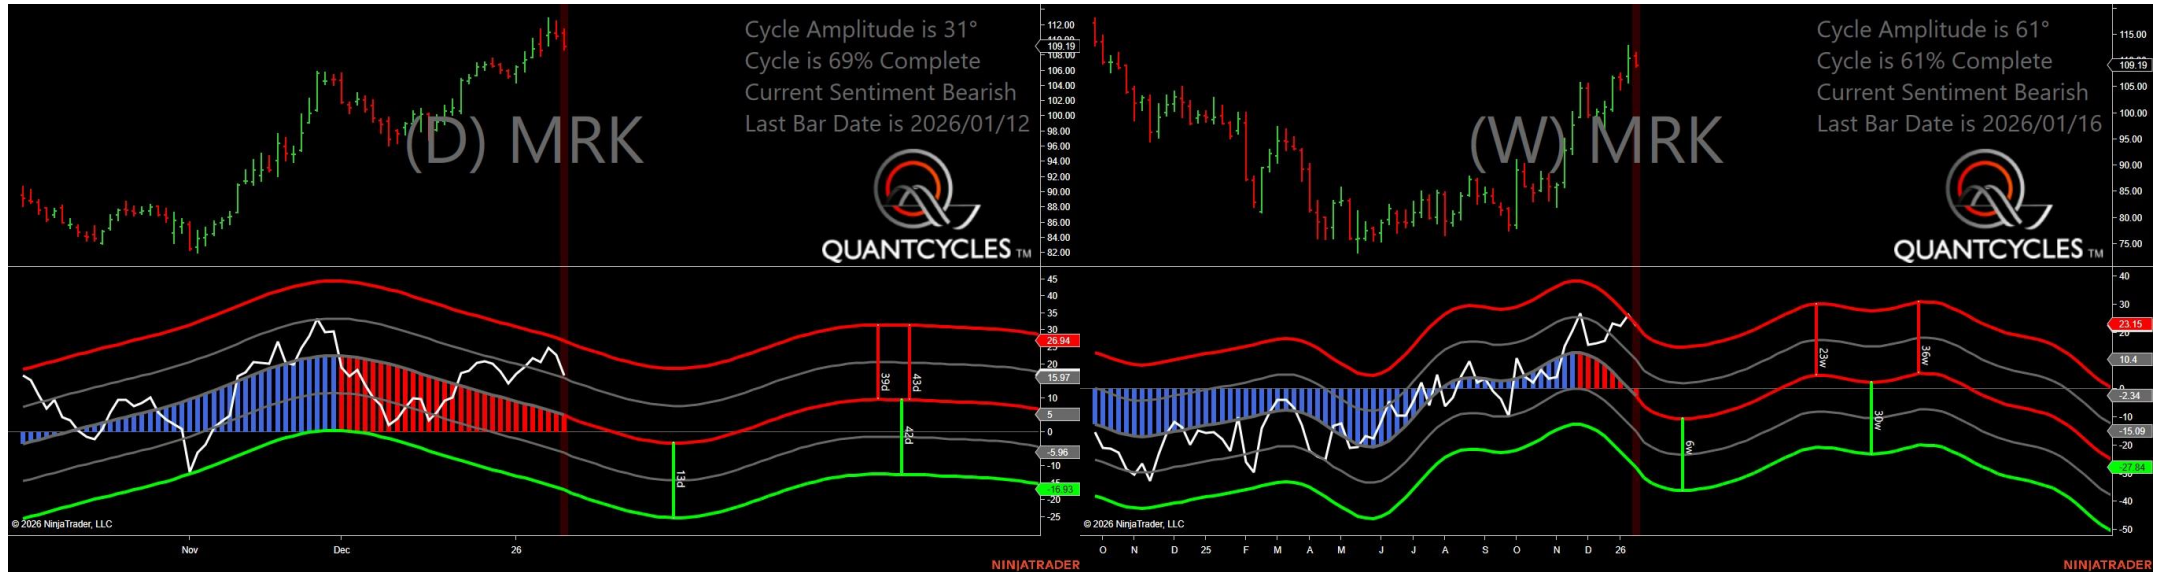 Cycle Amplitude is 31°
Cycle is 69% Complete
Current Sentiment Bearish
Last Bar Date is 2026/01/12
(D) MRK
QUANTCYCLES TM
112.00
109.19
108.00
106.00
104.00
102.00
100.00
98.00
96.00
94.00
92.00
90.00
88.00
86.00
84.00
82.00
45
40
35
30
26.94
25
20
15.97
10
5
0
-5.96
-10
-16.93
-20
-25
39d
43d
42d
13d
© 2026 NinjaTrader, LLC
Nov
Dec
26
NINJATRADER
Cycle Amplitude is 61°
Cycle is 61% Complete
Current Sentiment Bearish
Last Bar Date is 2026/01/16
(W) MRK
QUANTCYCLES TM
115.00
109.19
105.00
100.00
95.00
90.00
85.00
80.00
75.00
40
30
23.15
20
10.4
0
-2.34
-10
-15.09
-20
-27.84
-40
-50
23w
36w
30w
6w
© 2026 NinjaTrader, LLC
O N D 25 F M A M J J A S O N D 26
NINJATRADER